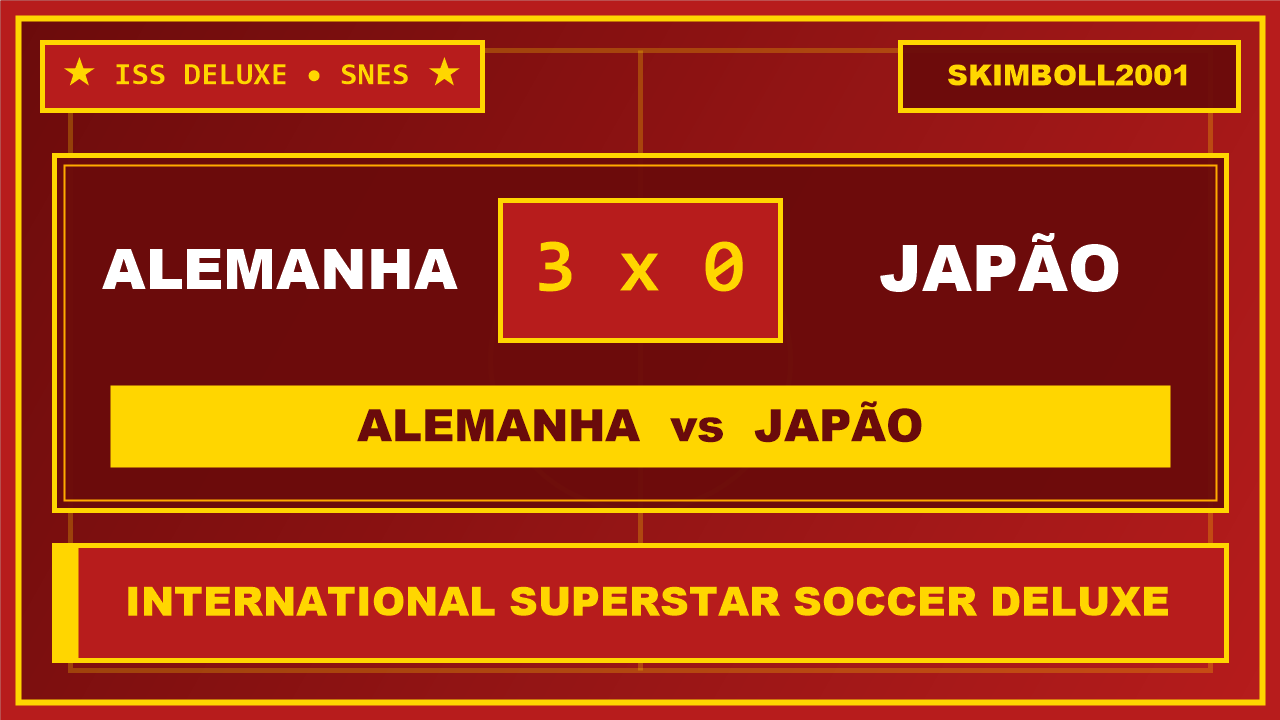 ★ ISS DELUXE • SNES ★
SKIMBOLL2001
ALEMANHA 3 x 0 JAPÃO
ALEMANHA vs JAPÃO
INTERNATIONAL SUPERSTAR SOCCER DELUXE